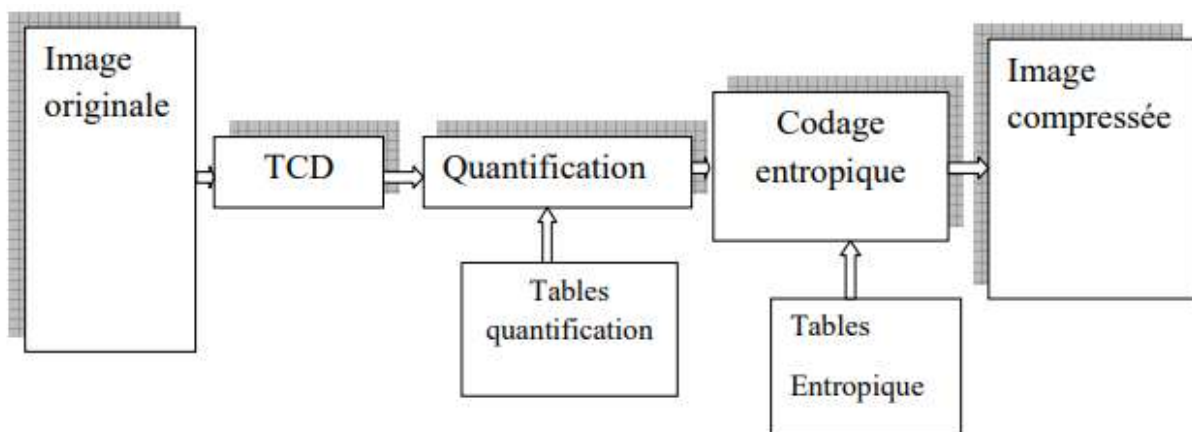 Image
originale
TCD
Quantification
Codage
entropique
Image
compressée
Tables
quantification
Tables
Entropique